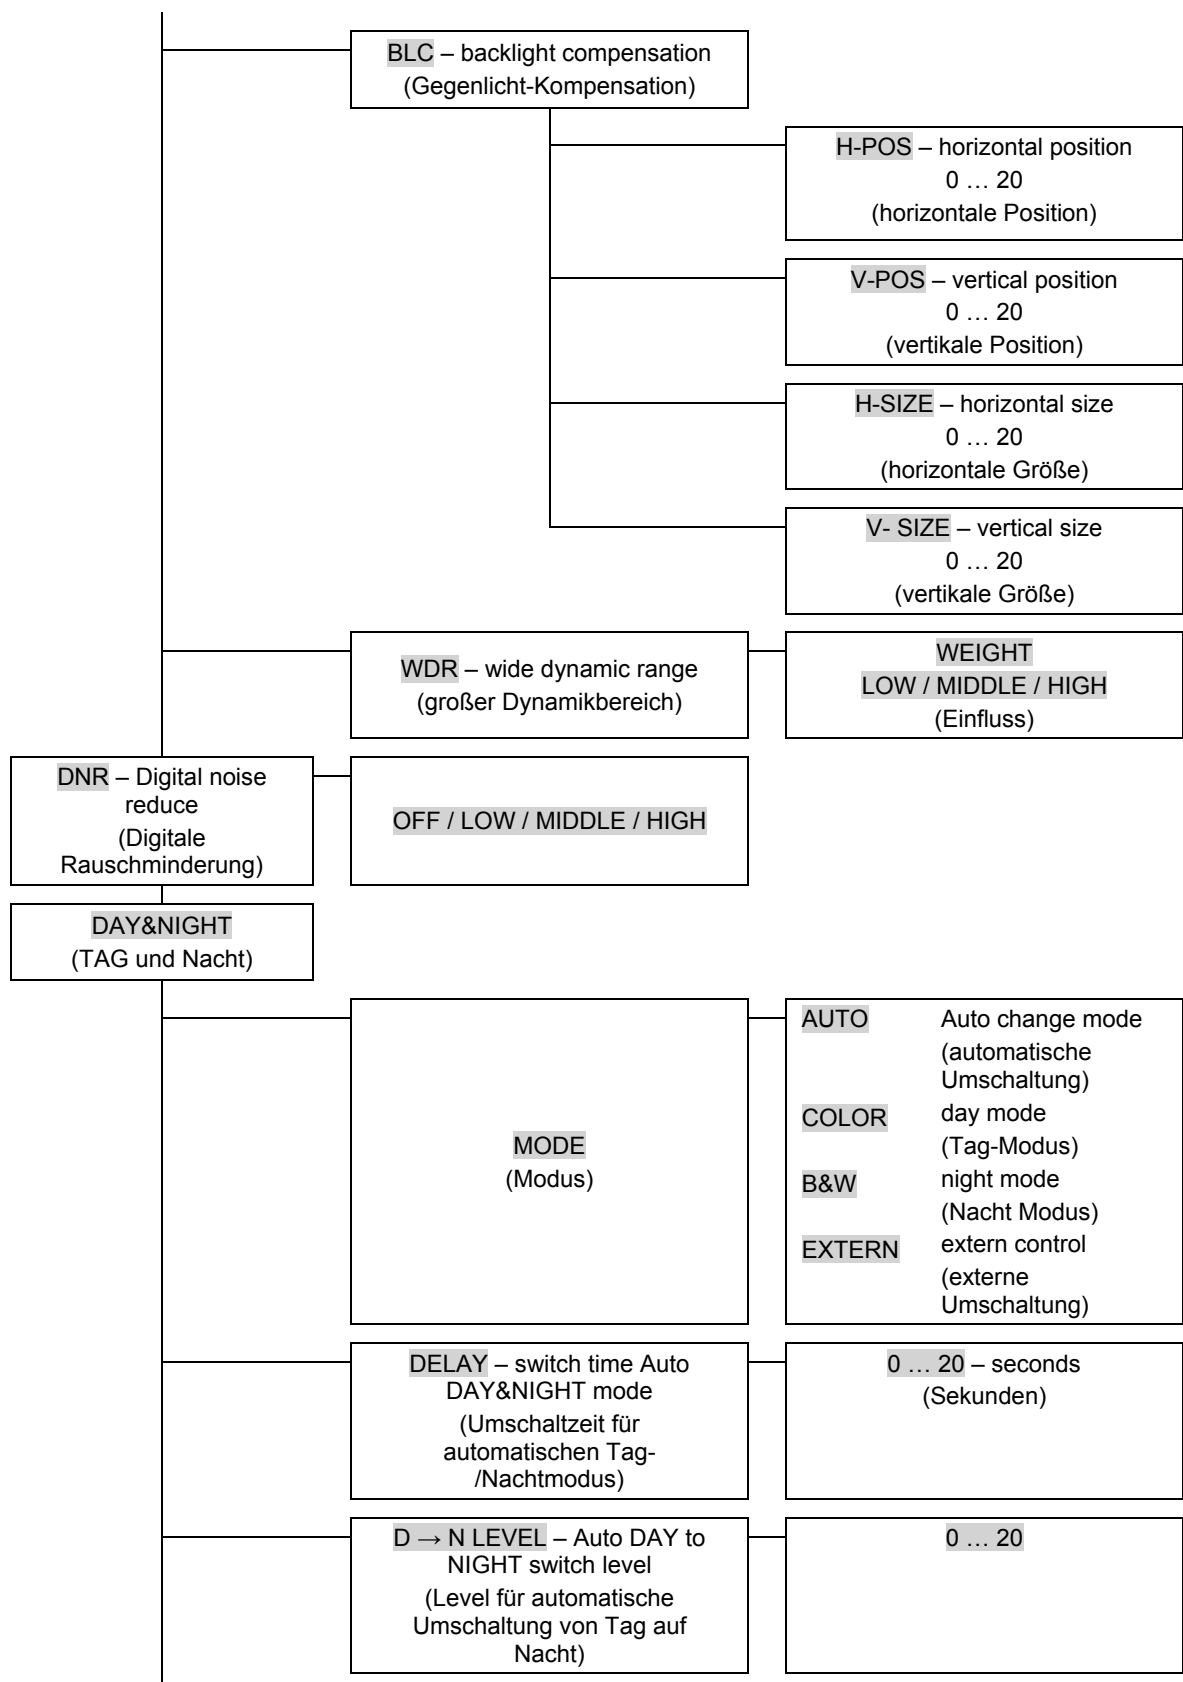 BLC – backlight compensation
(Gegenlicht-Kompensation)
H-POS – horizontal position
0 … 20
(horizontale Position)
V-POS – vertical position
0 … 20
(vertikale Position)
H-SIZE – horizontal size
0 … 20
(horizontale Größe)
V- SIZE – vertical size
0 … 20
(vertikale Größe)
WDR – wide dynamic range
(großer Dynamikbereich)
WEIGHT
LOW / MIDDLE / HIGH
(Einfluss)
DNR – Digital noise
reduce
(Digitale
Rauschminderung)
OFF / LOW / MIDDLE / HIGH
DAY&NIGHT
(TAG und Nacht)
MODE
(Modus)
AUTO Auto change mode
(automatische
Umschaltung)
COLOR day mode
(Tag-Modus)
B&W night mode
(Nacht Modus)
EXTERN extern control
(externe
Umschaltung)
DELAY – switch time Auto
DAY&NIGHT mode
(Umschaltzeit für
automatischen Tag-
/Nachtmodus)
0 … 20 – seconds
(Sekunden)
D → N LEVEL – Auto DAY to
NIGHT switch level
(Level für automatische
Umschaltung von Tag auf
Nacht)
0 … 20